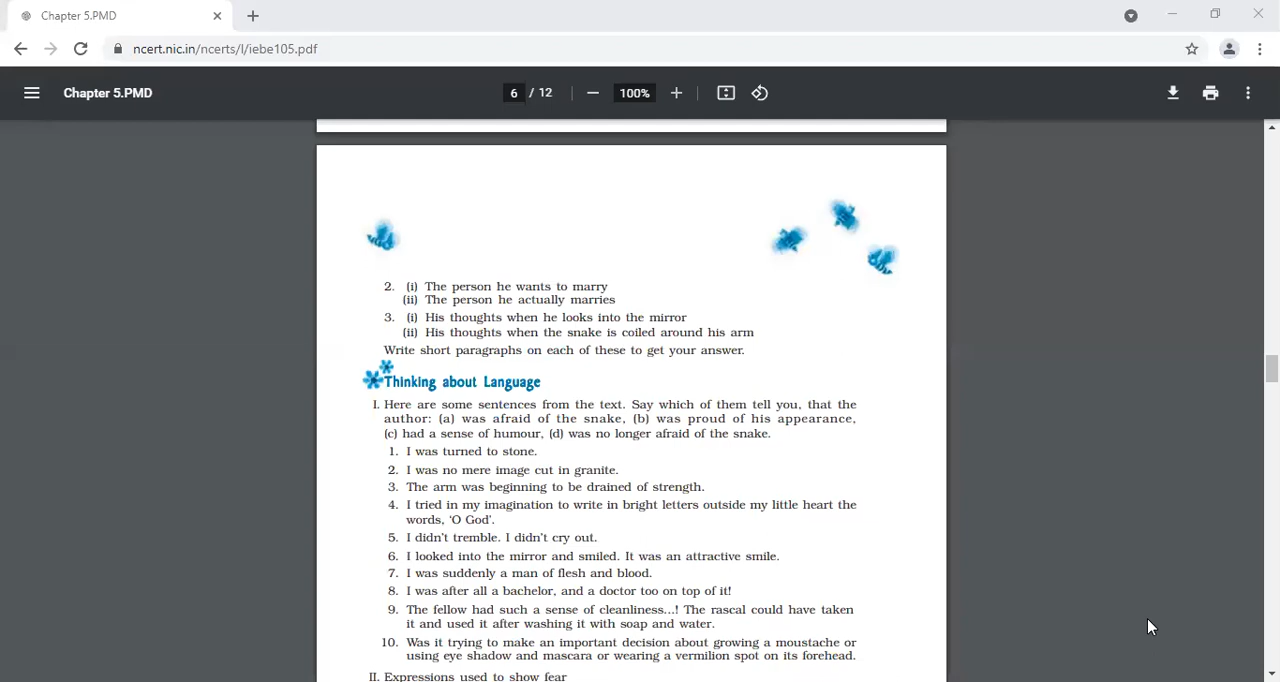 Chapter 5.PMD
ncert.nic.in/ncerts/l/iebe105.pdf
Chapter 5.PMD
6 / 12
100%
2. (i) The person he wants to marry
(ii) The person he actually marries
3. (i) His thoughts when he looks into the mirror
(ii) His thoughts when the snake is coiled around his arm
Write short paragraphs on each of these to get your answer.
Thinking about Language
I. Here are some sentences from the text. Say which of them tell you, that the
author: (a) was afraid of the snake, (b) was proud of his appearance,
(c) had a sense of humour, (d) was no longer afraid of the snake.
1. I was turned to stone.
2. I was no mere image cut in granite.
3. The arm was beginning to be drained of strength.
4. I tried in my imagination to write in bright letters outside my little heart the
words, ‘O God’.
5. I didn’t tremble. I didn’t cry out.
6. I looked into the mirror and smiled. It was an attractive smile.
7. I was suddenly a man of flesh and blood.
8. I was after all a bachelor, and a doctor too on top of it!
9. The fellow had such a sense of cleanliness...! The rascal could have taken
it and used it after washing it with soap and water.
10. Was it trying to make an important decision about growing a moustache or
using eye shadow and mascara or wearing a vermilion spot on its forehead.
II. Expressions used to show fear